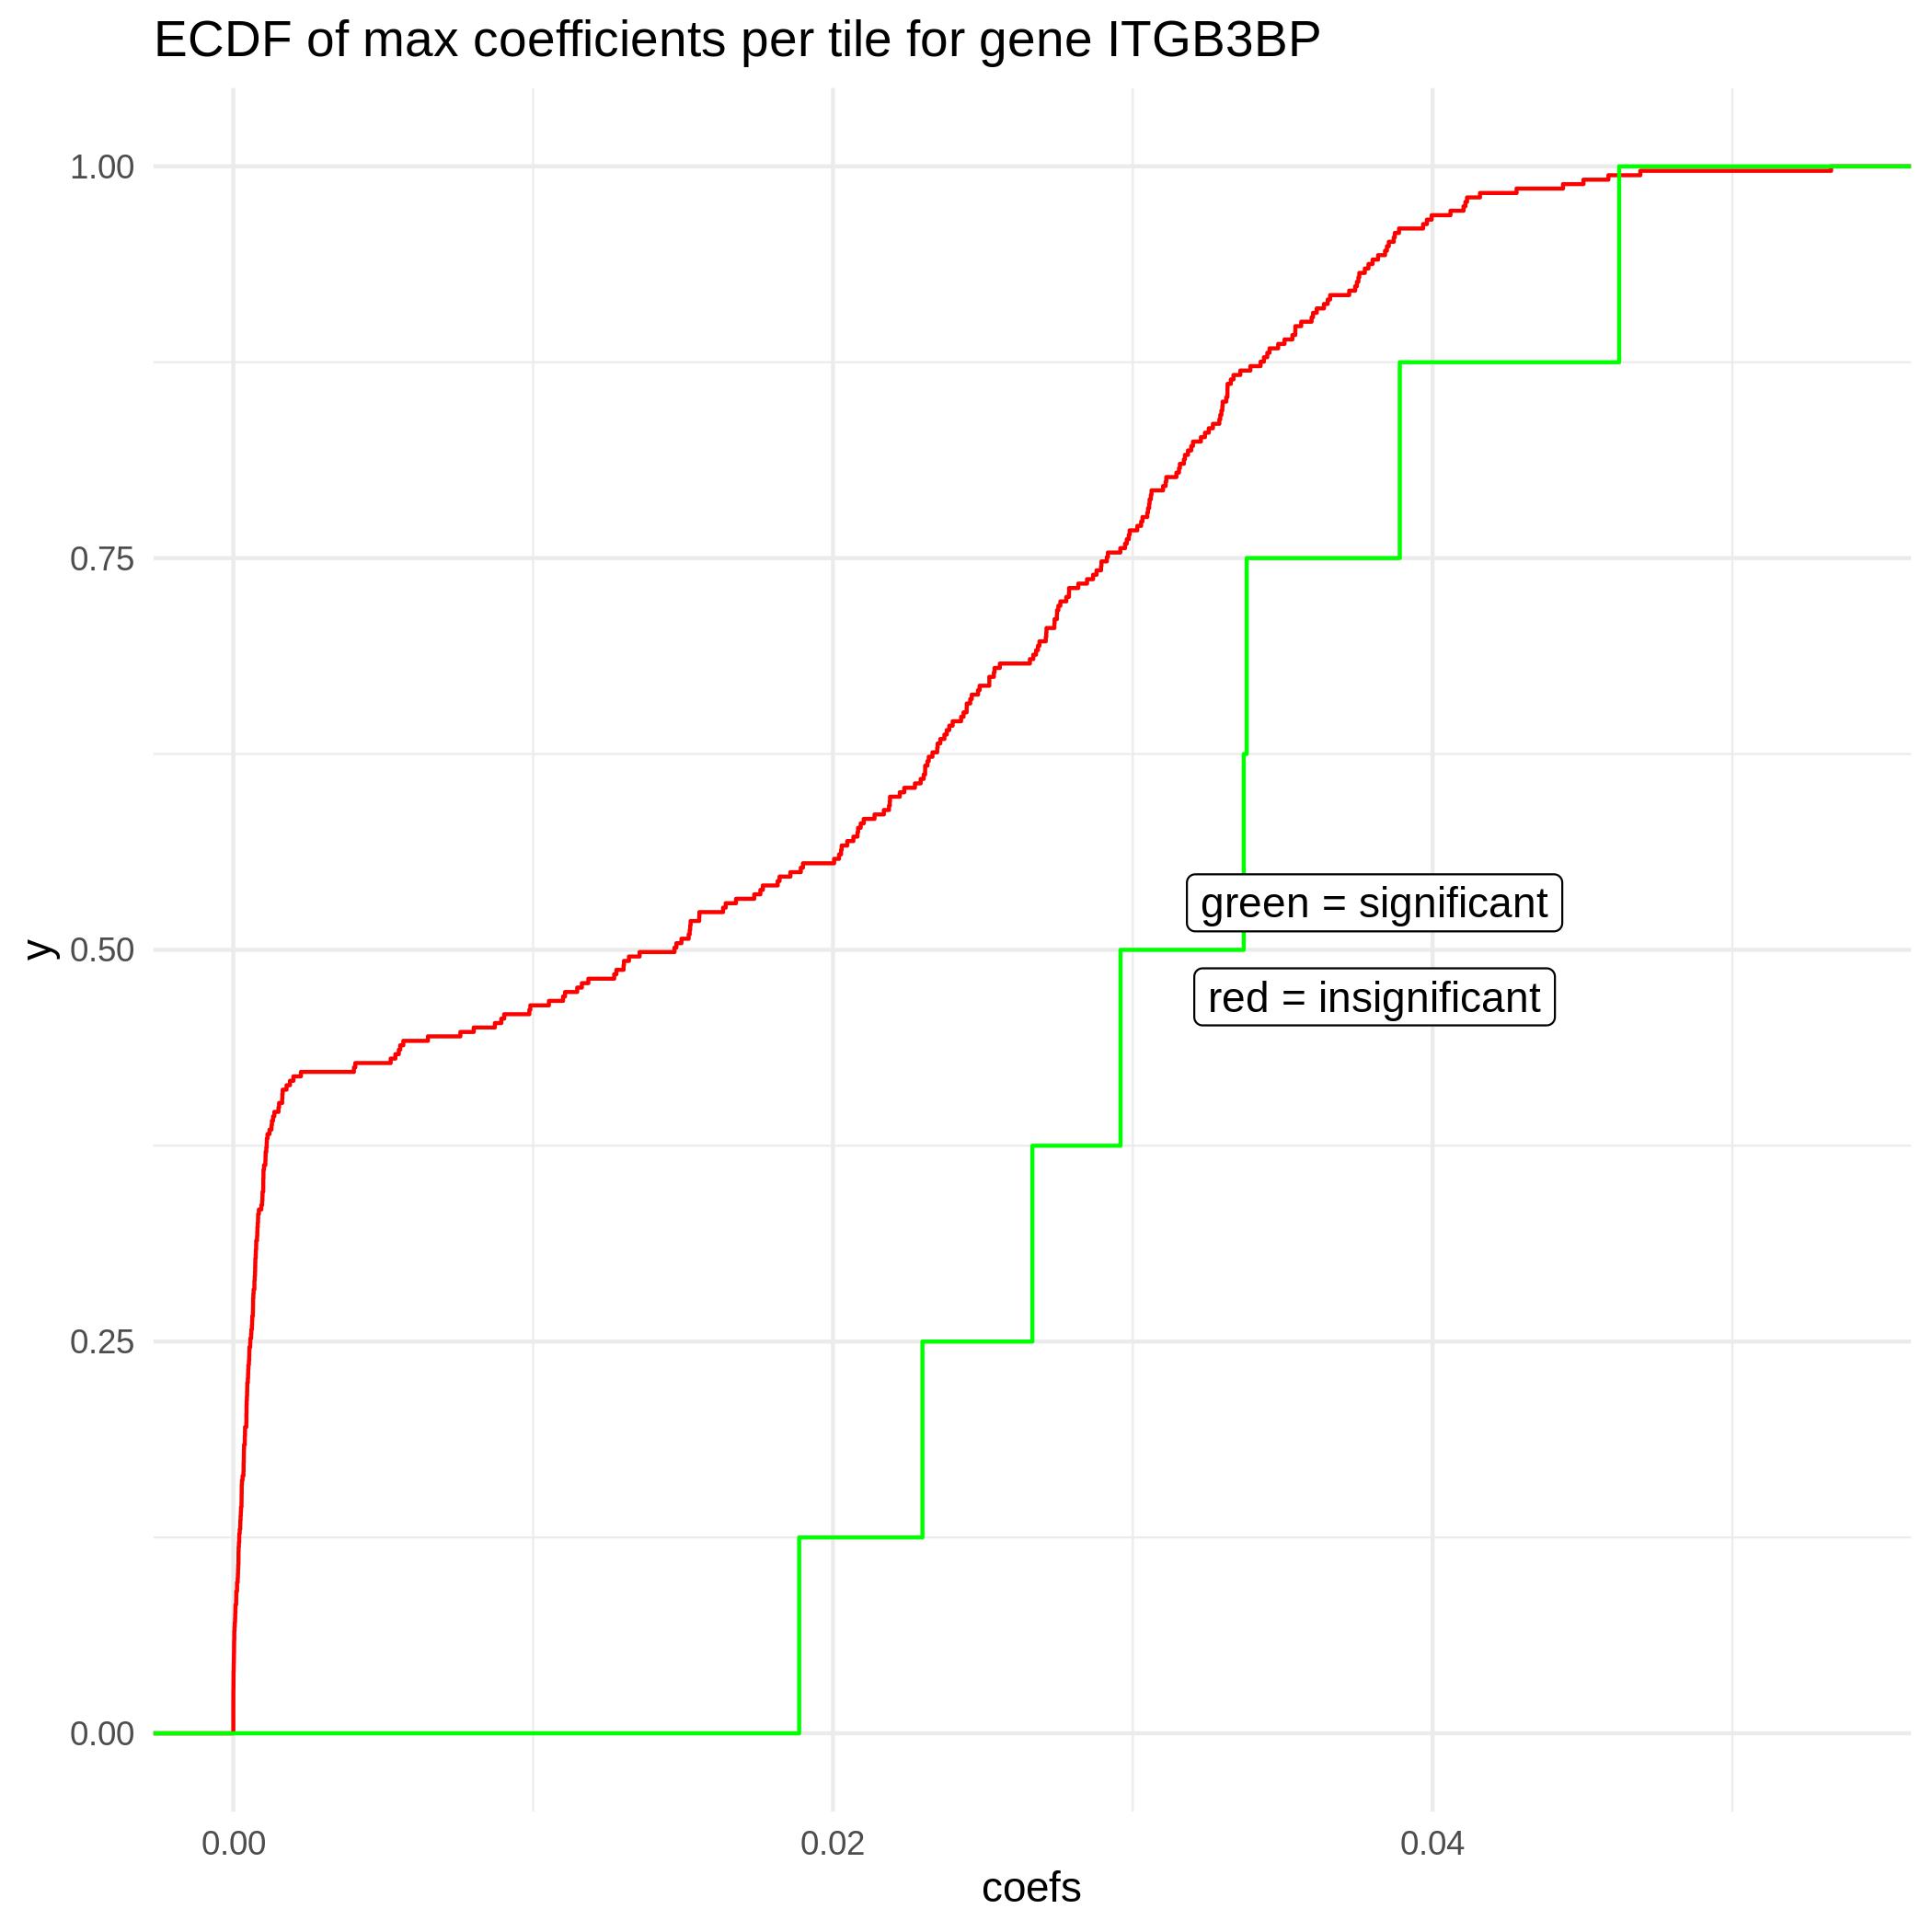 ECDF of max coefficients per tile for gene ITGB3BP
1.00
0.75
0.50
0.25
0.00
y
green = significant
red = insignificant
0.00
0.02
0.04
coefs